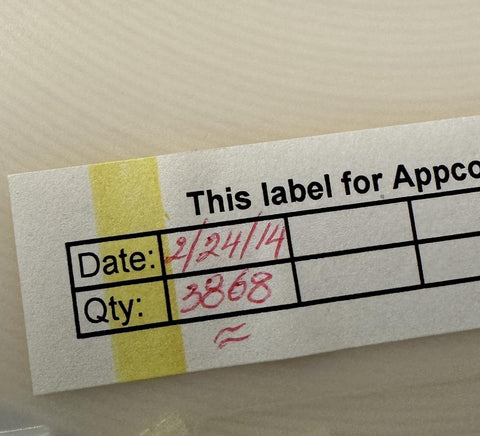 This label for Appco
Date: 2/24/14
Qty: 3868
≈